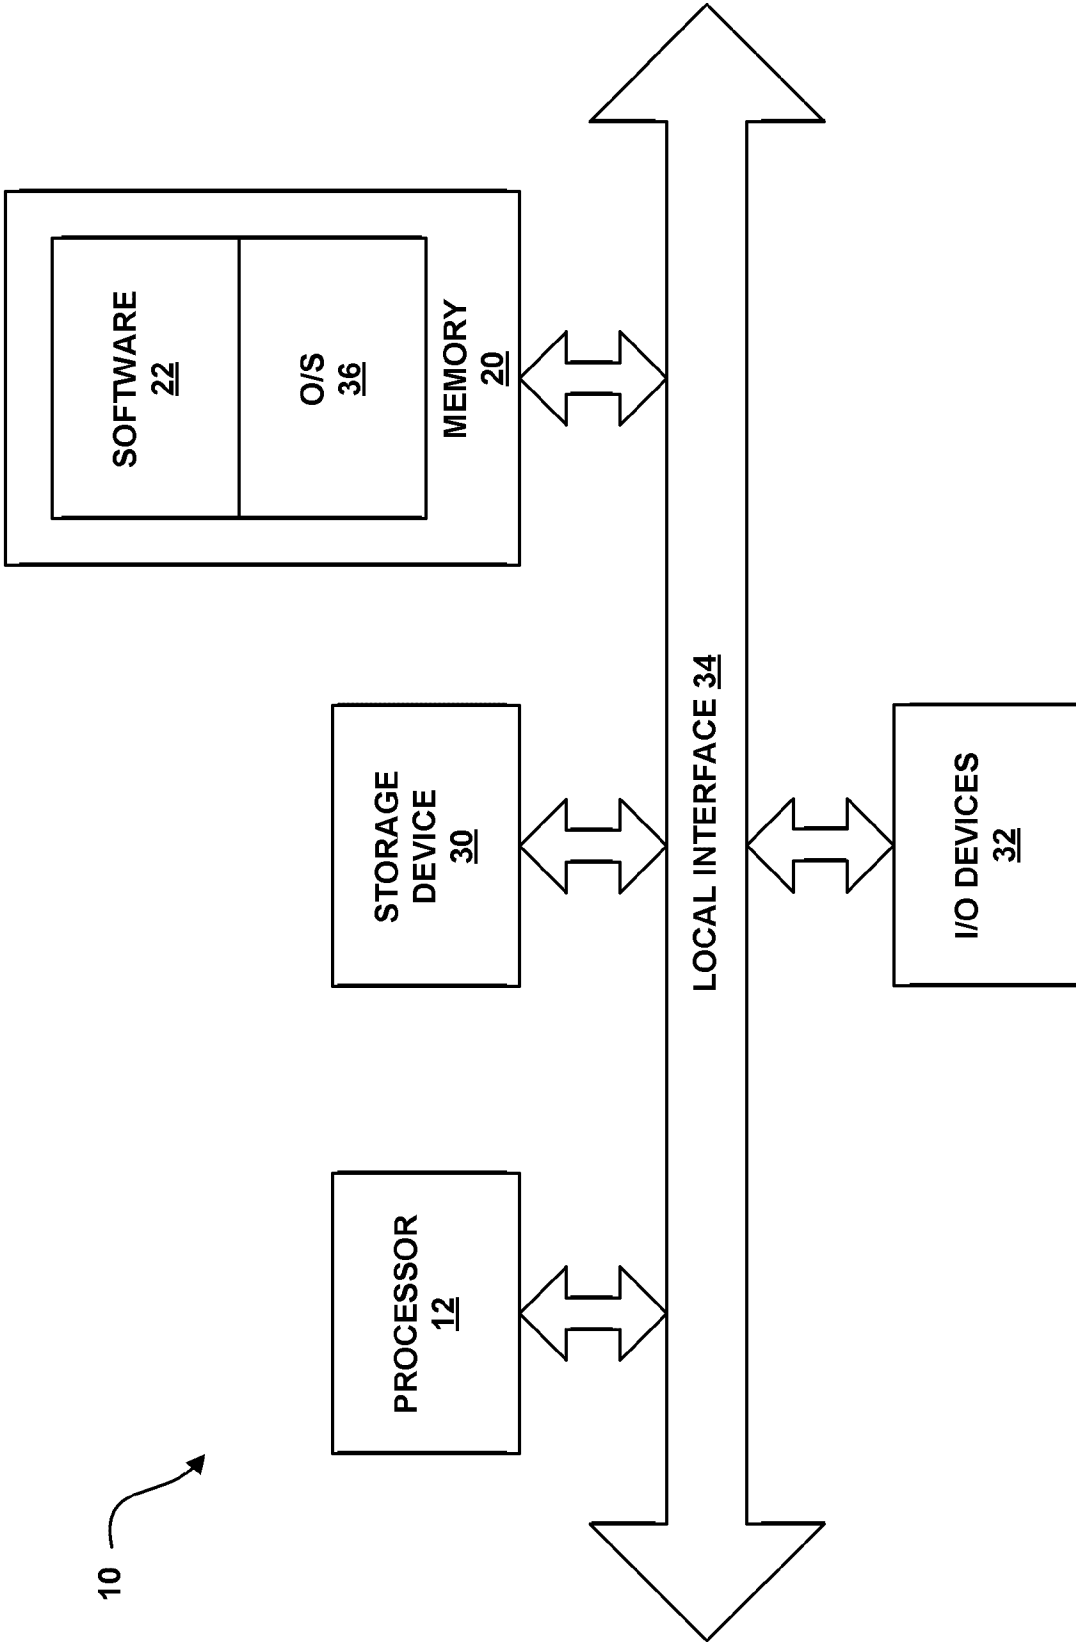 10
PROCESSOR
12
STORAGE
DEVICE
30
SOFTWARE
22
O/S
36
MEMORY
20
LOCAL INTERFACE 34
I/O DEVICES
32